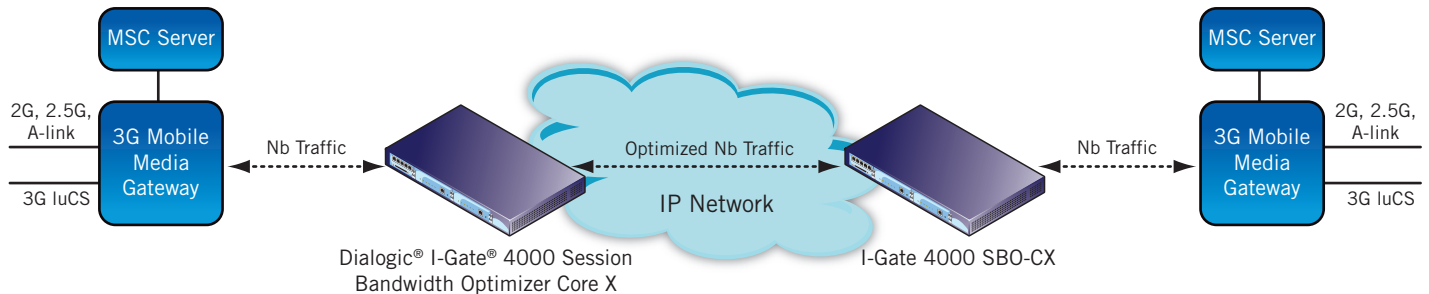 MSC Server
2G, 2.5G,
A-link
3G IuCS
3G Mobile
Media
Gateway
Nb Traffic
Optimized Nb Traffic
IP Network
Dialogic® I-Gate® 4000 Session
Bandwidth Optimizer Core X
I-Gate 4000 SBO-CX
Nb Traffic
MSC Server
3G Mobile
Media
Gateway
2G, 2.5G,
A-link
3G IuCS